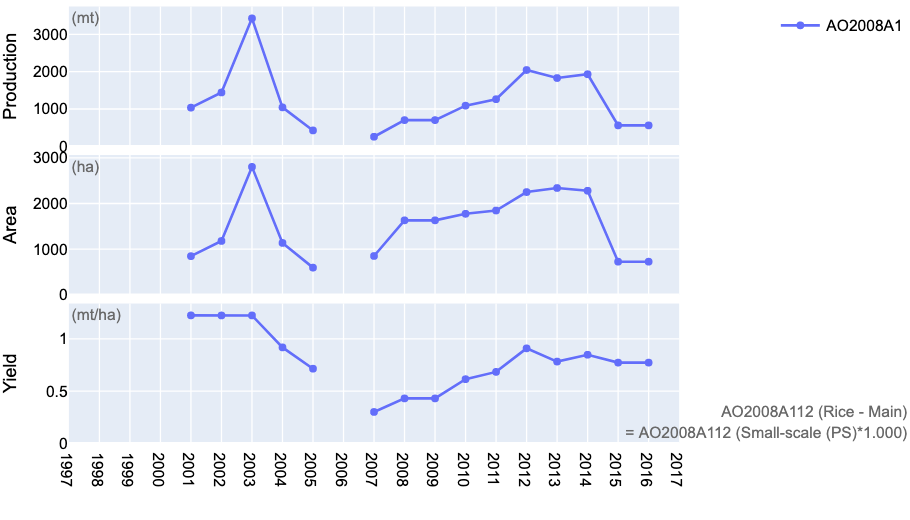 (mt)
AO2008A1
Production
3000
2000
1000
0
(ha)
Area
3000
2000
1000
0
(mt/ha)
Yield
1
0.5
0
AO2008A112 (Rice - Main)
= AO2008A112 (Small-scale (PS)*1.000)
1997 1998 1999 2000 2001 2002 2003 2004 2005 2006 2007 2008 2009 2010 2011 2012 2013 2014 2015 2016 2017